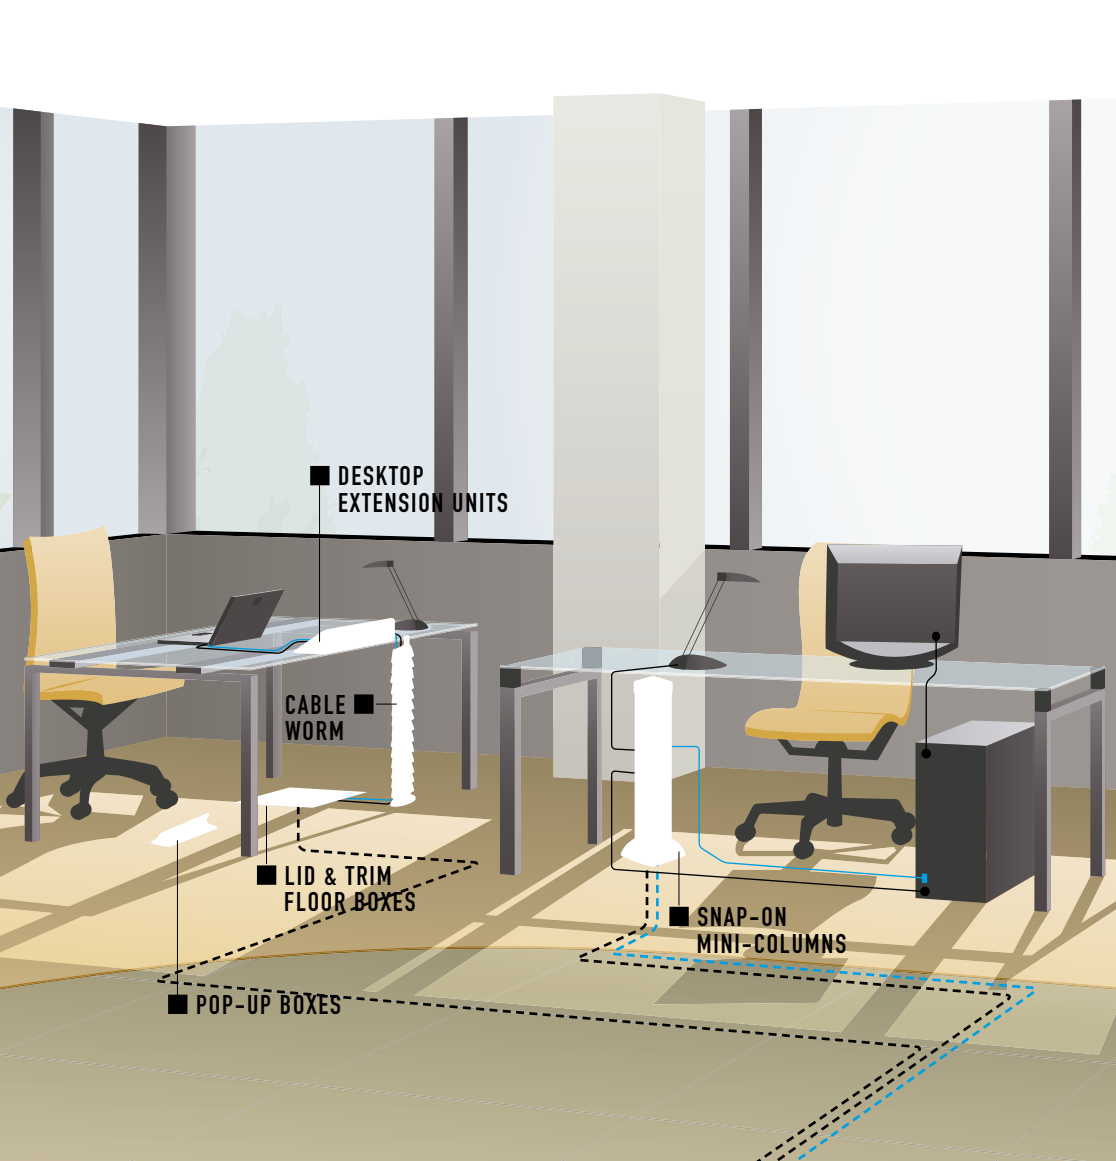 DESKTOP
EXTENSION UNITS
CABLE
WORM
LID & TRIM
FLOOR BOXES
SNAP-ON
MINI-COLUMNS
POP-UP BOXES